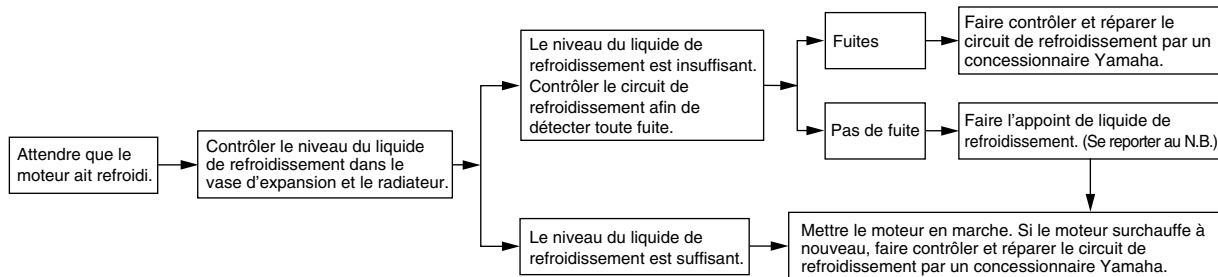 Attendre que le
moteur ait refroidi.
Contrôler le niveau du liquide
de refroidissement dans le
vase d'expansion et le radiateur.
Le niveau du liquide de
refroidissement est insuffisant.
Contrôler le circuit de
refroidissement afin de
détecter toute fuite.
Fuites
Faire contrôler et réparer le
circuit de refroidissement par un
concessionnaire Yamaha.
Pas de fuite
Faire l'appoint de liquide de
refroidissement. (Se reporter au N.B.)
Le niveau du liquide de
refroidissement est suffisant.
Mettre le moteur en marche. Si le moteur surchauffe à
nouveau, faire contrôler et réparer le circuit de
refroidissement par un concessionnaire Yamaha.